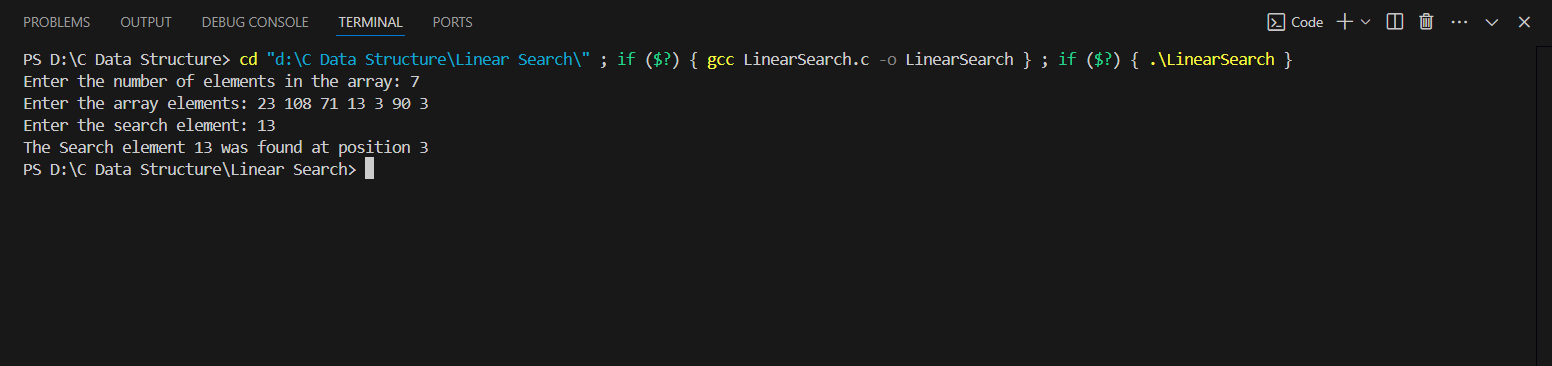 PROBLEMS OUTPUT DEBUG CONSOLE TERMINAL PORTS Code
PS D:\C Data Structure> cd "d:\C Data Structure\Linear Search\" ; if ($?) { gcc LinearSearch.c -o LinearSearch } ; if ($?) { .\LinearSearch }
Enter the number of elements in the array: 7
Enter the array elements: 23 108 71 13 3 90 3
Enter the search element: 13
The Search element 13 was found at position 3
PS D:\C Data Structure\Linear Search>